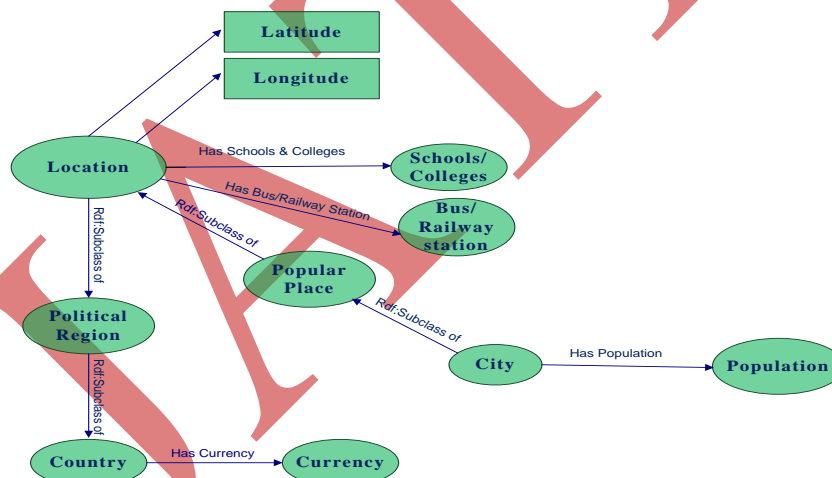 Latitude
Longitude
Location
Has Schools & Colleges
Schools/
Colleges
Has Bus/Railway Station
Bus/
Railway
station
Rdf:Subclass of
Rdf:Subclass of
Popular
Place
Political
Region
Rdf:Subclass of
City
Has Population
Population
Rdf:Subclass of
Country
Has Currency
Currency